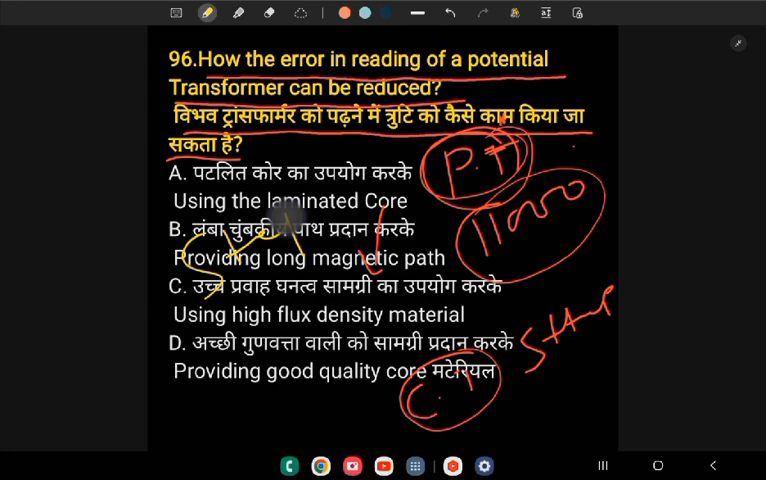 96.How the error in reading of a potential
Transformer can be reduced?
विभव ट्रांसफार्मर को पढ़ने में त्रुटि को कैसे काम किया जा
सकता है?
A. पटलित कोर का उपयोग करके
Using the laminated Core
B. लंबा चुंबकीय पाथ प्रदान करके
Providing long magnetic path
C. उच्च प्रवाह घनत्व सामग्री का उपयोग करके
Using high flux density material
D. अच्छी गुणवत्ता वाली को सामग्री प्रदान करके
Providing good quality core मटेरियल
P.T
11000
C.T